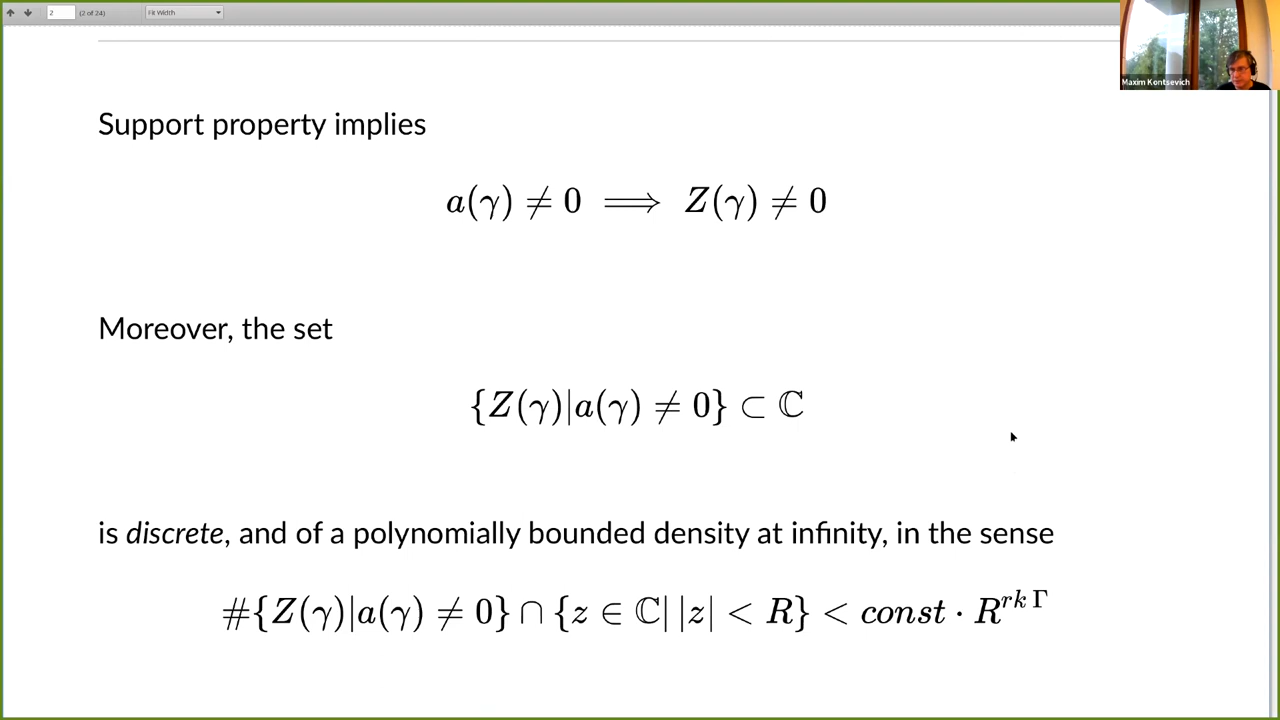 2 (2 of 24) Fit Width
Maxim Kontsevich
Support property implies
a(γ) ≠ 0 ⟹ Z(γ) ≠ 0
Moreover, the set
{Z(γ)|a(γ) ≠ 0} ⊂ ℂ
is discrete, and of a polynomially bounded density at infinity, in the sense
#{Z(γ)|a(γ) ≠ 0} ∩ {z ∈ ℂ| |z| < R} < const · R^{rk Γ}